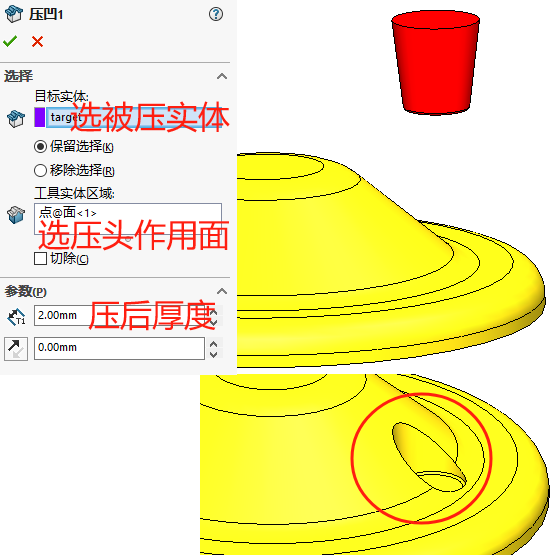 压凹1
选择
目标实体:
target
选被压实体
保留选择(K)
移除选择(R)
工具实体区域:
点@面<1>
选压头作用面
切除(C)
参数(P)
T1
2.00mm
压后厚度
0.00mm